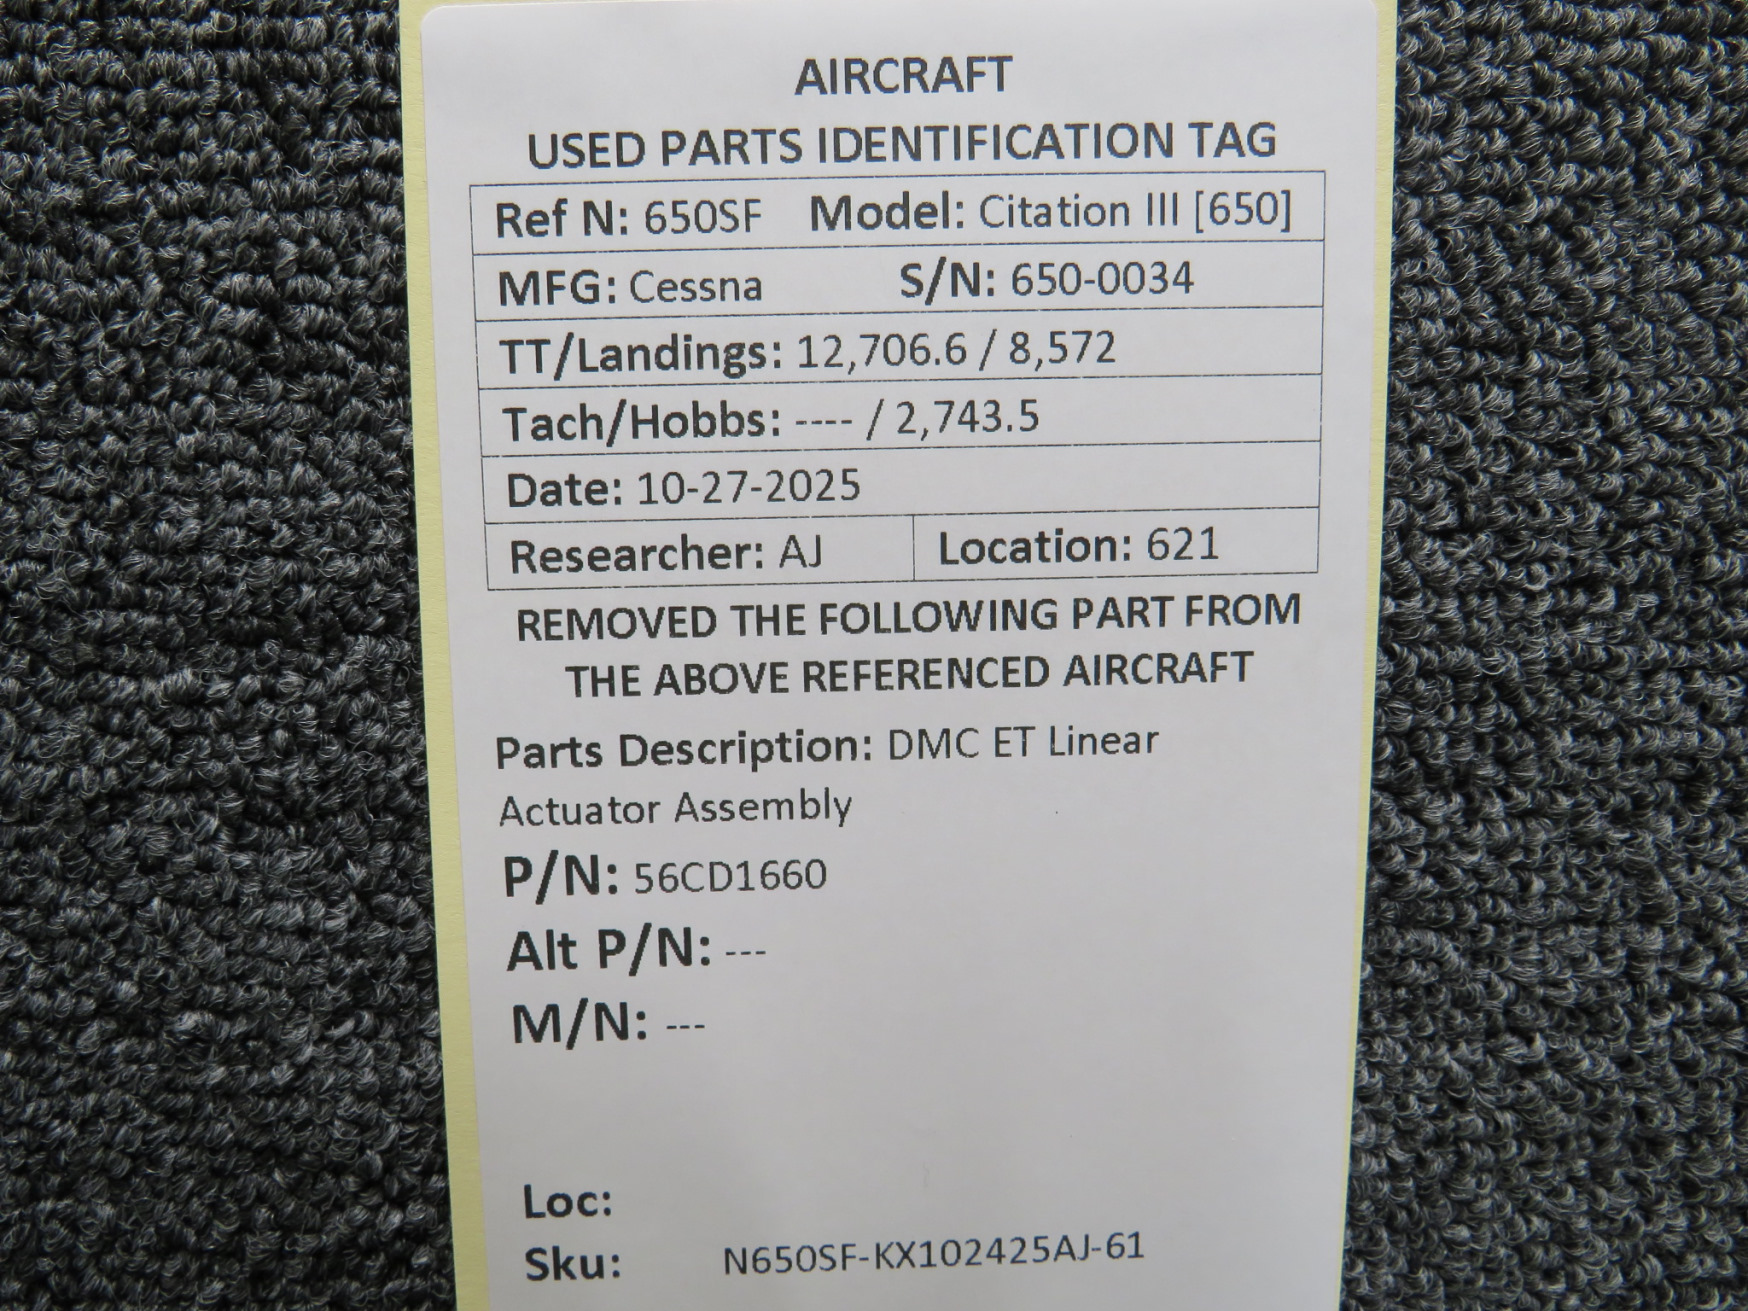 AIRCRAFT
USED PARTS IDENTIFICATION TAG
Ref N: 650SF Model: Citation III [650]
MFG: Cessna S/N: 650-0034
TT/Landings: 12,706.6 / 8,572
Tach/Hobbs: ---- / 2,743.5
Date: 10-27-2025
Researcher: AJ Location: 621
REMOVED THE FOLLOWING PART FROM
THE ABOVE REFERENCED AIRCRAFT
Parts Description: DMC ET Linear
Actuator Assembly
P/N: 56CD1660
Alt P/N: ---
M/N: ---
Loc:
Sku: N650SF-KX102425AJ-61